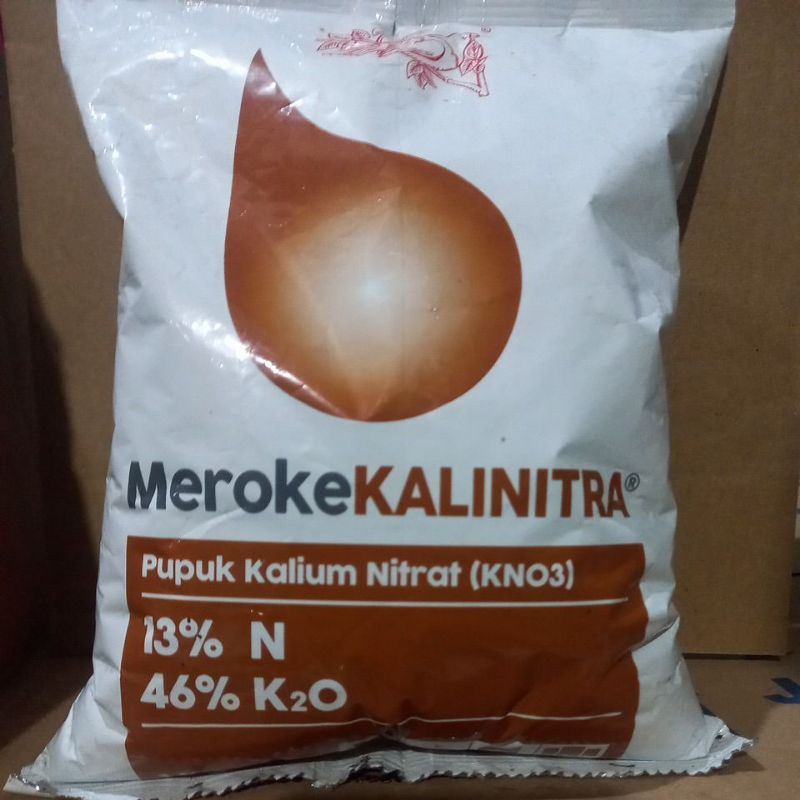 MerokeKALINITRA®
Pupuk Kalium Nitrat (KNO3)
13% N
46% K₂O